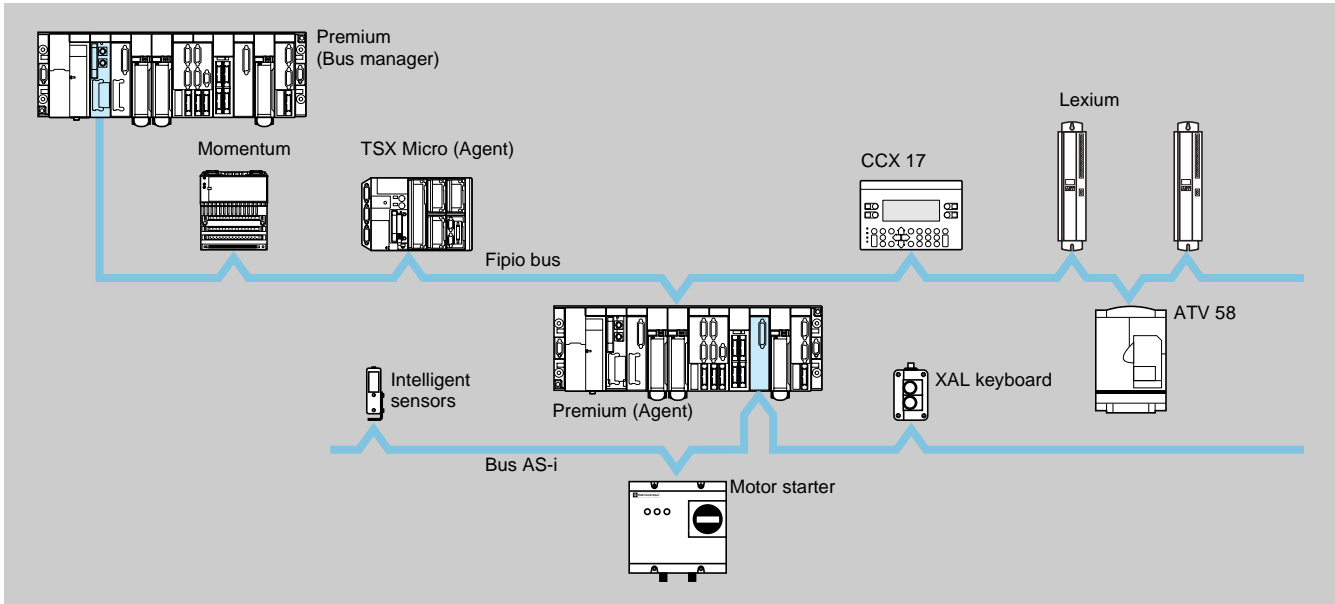 Premium
(Bus manager)
Lexium
Momentum
TSX Micro (Agent)
CCX 17
Fipio bus
ATV 58
Intelligent
sensors
XAL keyboard
Premium (Agent)
Bus AS-i
Motor starter